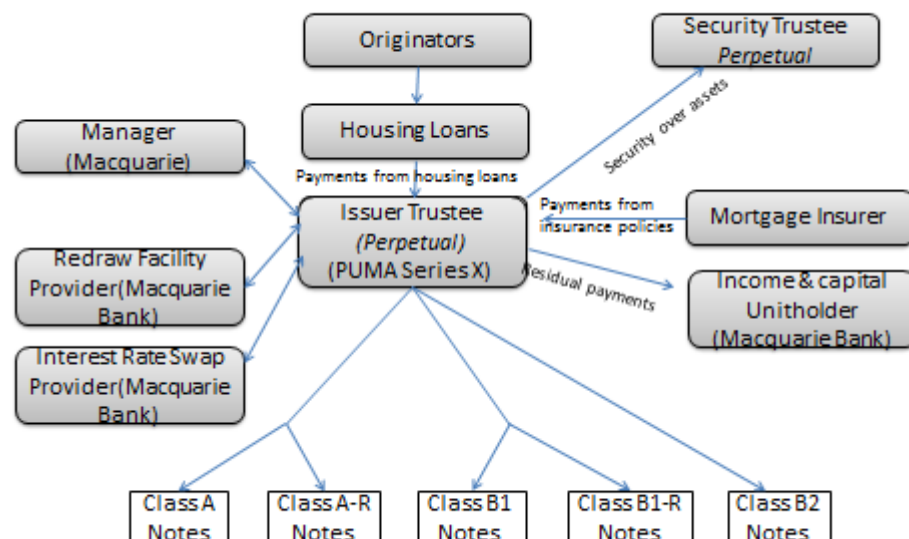 Originators
Security Trustee
Perpetual
Manager
(Macquarie)
Housing Loans
Security over assets
Payments from housing loans
Issuer Trustee
(Perpetual)
(PUMA Series X)
Payments from
insurance policies
Mortgage Insurer
Redraw Facility
Provider(Macquarie
Bank)
Residual payments
Income & capital
Unitholder
(Macquarie Bank)
Interest Rate Swap
Provider(Macquarie
Bank)
Class A
Notes
Class A-R
Notes
Class B1
Notes
Class B1-R
Notes
Class B2
Notes